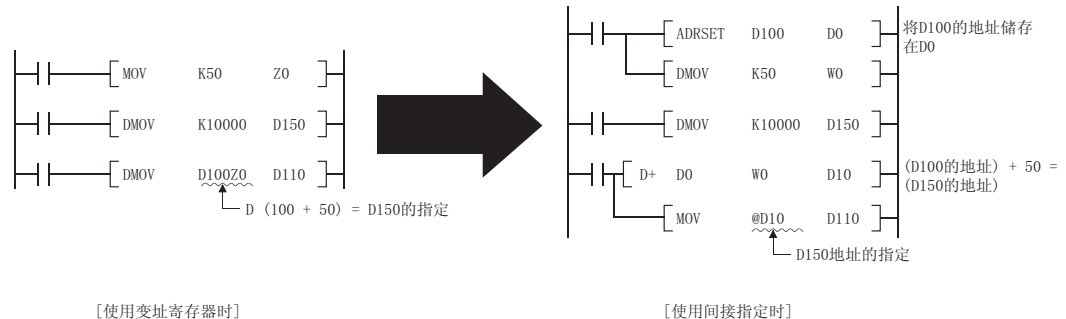 MOV K50 Z0
DMOV K10000 D150
DMOV D100Z0 D110
D (100 + 50) = D150的指定
[使用变址寄存器时]
ADRSET D100 D0
将D100的地址储存
在D0
DMOV K50 W0
DMOV K10000 D150
D+ D0 W0 D10
(D100的地址) + 50 =
(D150的地址)
MOV @D10 D110
D150地址的指定
[使用间接指定时]